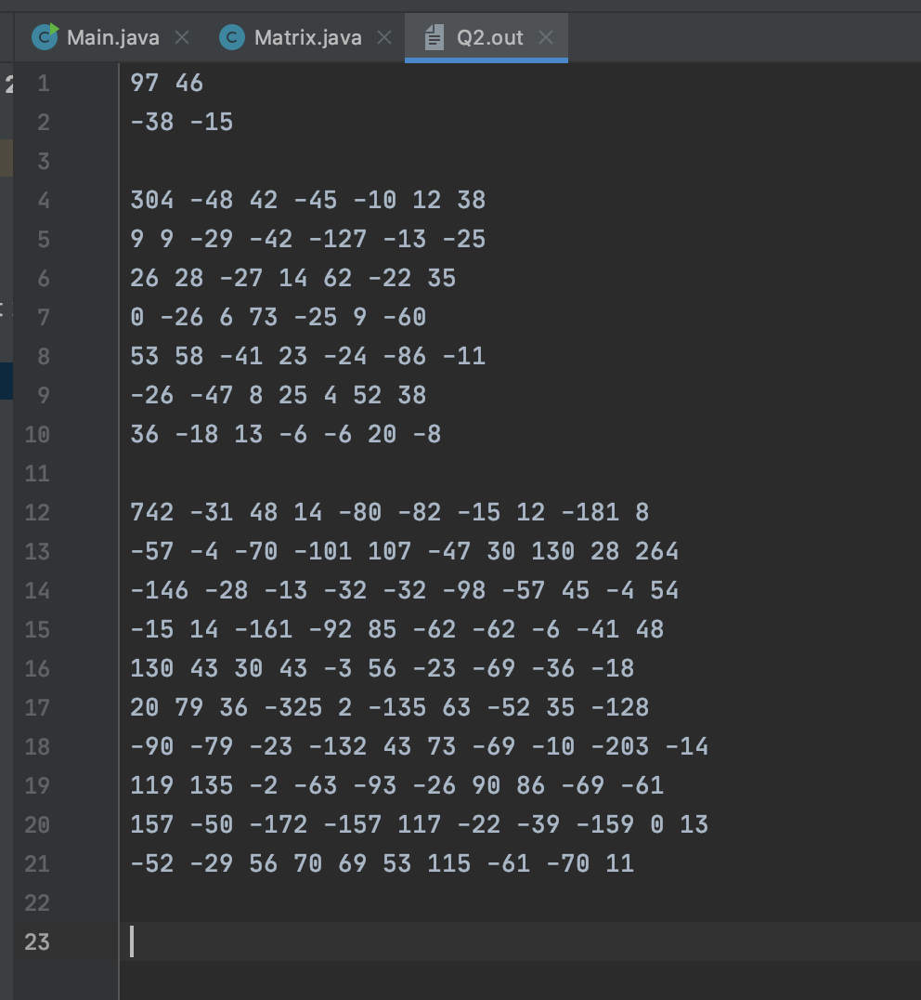 Main.java
Matrix.java
Q2.out
1 97 46
2 -38 -15
3
4 304 -48 42 -45 -10 12 38
5 9 9 -29 -42 -127 -13 -25
6 26 28 -27 14 62 -22 35
7 0 -26 6 73 -25 9 -60
8 53 58 -41 23 -24 -86 -11
9 -26 -47 8 25 4 52 38
10 36 -18 13 -6 -6 20 -8
11
12 742 -31 48 14 -80 -82 -15 12 -181 8
13 -57 -4 -70 -101 107 -47 30 130 28 264
14 -146 -28 -13 -32 -32 -98 -57 45 -4 54
15 -15 14 -161 -92 85 -62 -62 -6 -41 48
16 130 43 30 43 -3 56 -23 -69 -36 -18
17 20 79 36 -325 2 -135 63 -52 35 -128
18 -90 -79 -23 -132 43 73 -69 -10 -203 -14
19 119 135 -2 -63 -93 -26 90 86 -69 -61
20 157 -50 -172 -157 117 -22 -39 -159 0 13
21 -52 -29 56 70 69 53 115 -61 -70 11
22
23